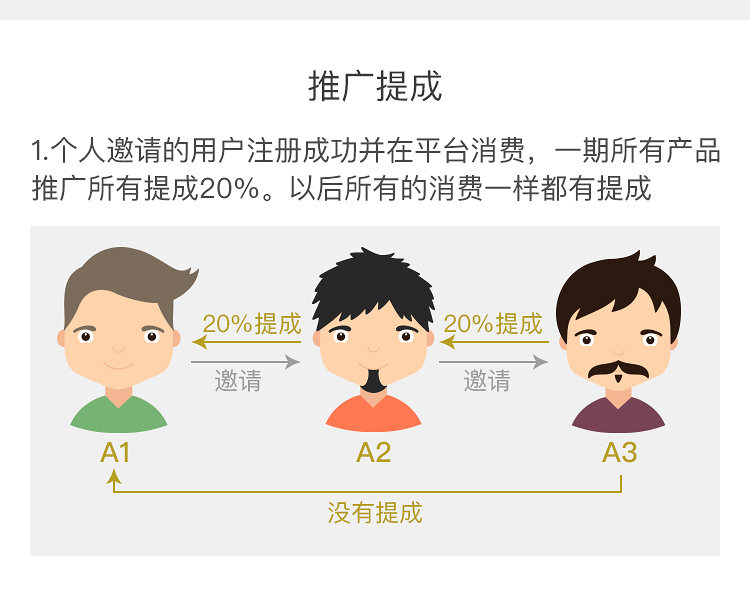 推广提成
1.个人邀请的用户注册成功并在平台消费，一期所有产品
推广所有提成20%。以后所有的消费一样都有提成
20%提成
20%提成
邀请
邀请
A1
A2
A3
没有提成